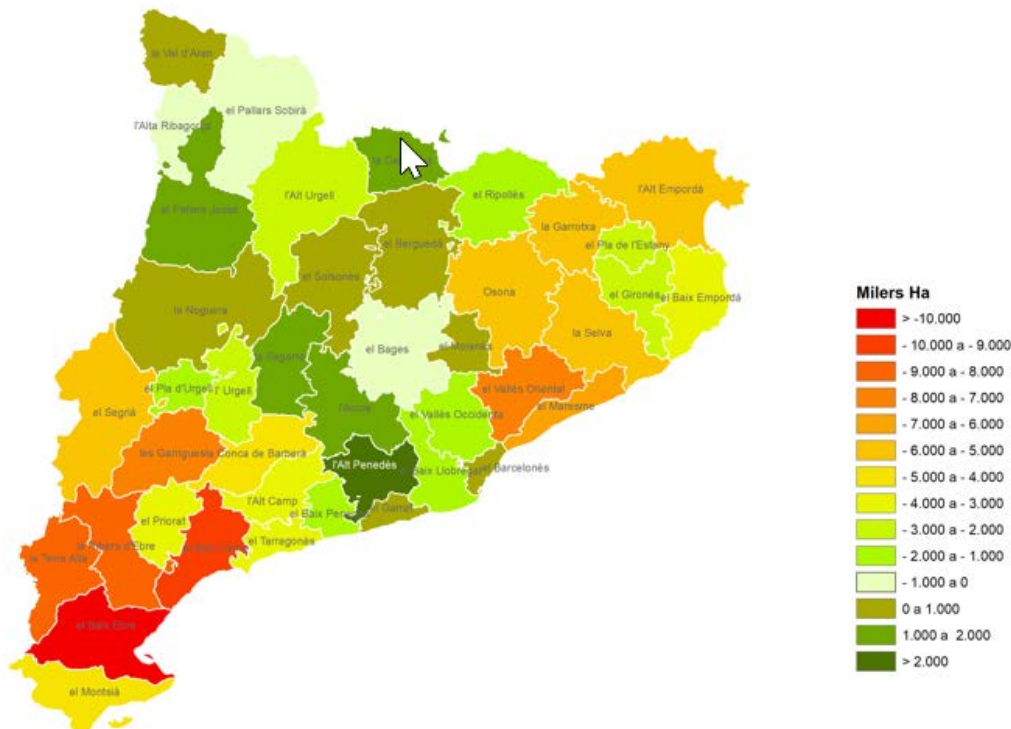 la Val d'Aran
el Pallars Sobirà
l'Alta Ribagorça
l'Alt Urgell
el Ripollès
l'Alt Empordà
la Garrotxa
el Pla de l'Estany
el Pallars Jussà
el Berguedà
el Solsonès
Osona
el Gironès
el Baix Empordà
la Noguera
la Selva
el Bages
el Moianès
la Segarra
el Pla d'Urgell
l'Urgell
el Vallès Oriental
el Maresme
el Segrià
el Vallès Occidenta
les Garrigues
la Conca de Barberà
l'Alt Penedès
Baix Llobregat
el Barcelonès
l'Alt Camp
el Baix Penedès
el Garraf
el Priorat
el Tarragonès
la Ribera d'Ebre
la Terra Alta
el Baix Ebre
el Montsià
Milers Ha
> -10.000
- 10.000 a - 9.000
- 9.000 a - 8.000
- 8.000 a - 7.000
- 7.000 a - 6.000
- 6.000 a - 5.000
- 5.000 a - 4.000
- 4.000 a - 3.000
- 3.000 a - 2.000
- 2.000 a - 1.000
- 1.000 a 0
0 a 1.000
1.000 a 2.000
> 2.000